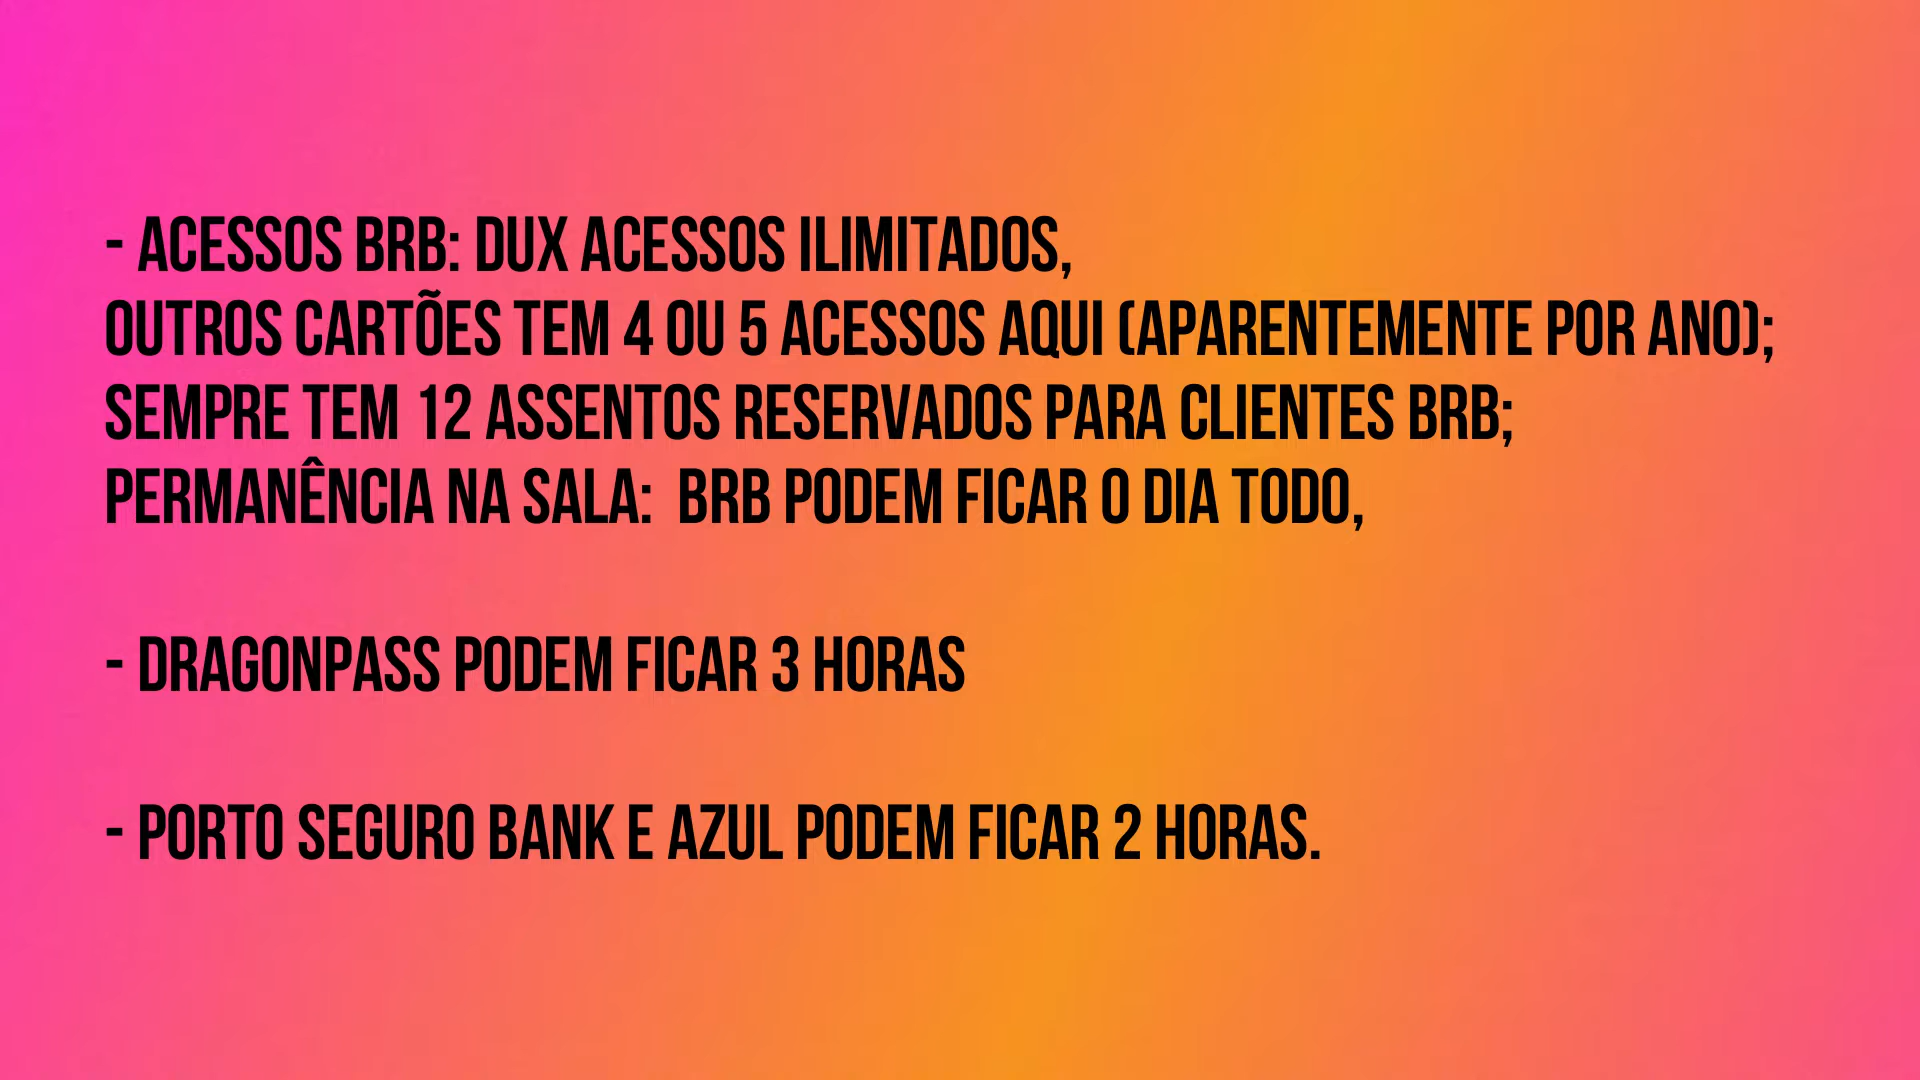 - ACESSOS BRB: DUX ACESSOS ILIMITADOS,
OUTROS CARTÕES TEM 4 OU 5 ACESSOS AQUI (APARENTEMENTE POR ANO);
SEMPRE TEM 12 ASSENTOS RESERVADOS PARA CLIENTES BRB;
PERMANÊNCIA NA SALA: BRB PODEM FICAR O DIA TODO,
- DRAGONPASS PODEM FICAR 3 HORAS
- PORTO SEGURO BANK E AZUL PODEM FICAR 2 HORAS.